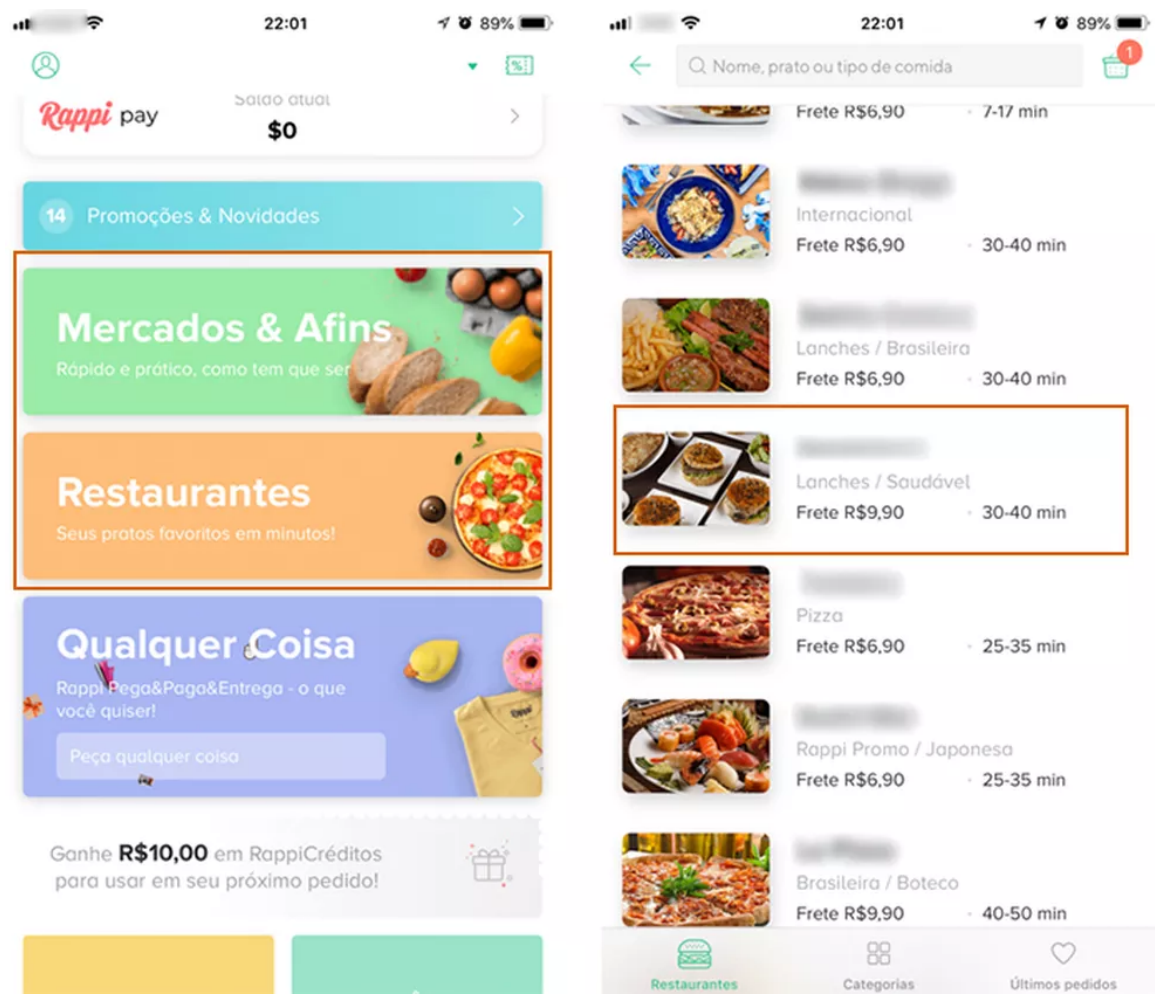 22:01
89%
Rappi pay
Saldo atual
$0
14 Promoções & Novidades
Mercados & Afins
Rápido e prático, como tem que ser
Restaurantes
Seus pratos favoritos em minutos!
Qualquer Coisa
Rappi Pega&Paga&Entrega - o que
você quiser!
Peça qualquer coisa
Ganhe R$10,00 em RappiCréditos
para usar em seu próximo pedido!
22:01
89%
Nome, prato ou tipo de comida
1
Frete R$6,90
7-17 min
Internacional
Frete R$6,90
30-40 min
Lanches / Brasileira
Frete R$6,90
30-40 min
Lanches / Saudável
Frete R$9,90
30-40 min
Pizza
Frete R$6,90
25-35 min
Rappi Promo / Japonesa
Frete R$6,90
25-35 min
Brasileira / Boteco
Frete R$9,90
40-50 min
Restaurantes
Categorias
Últimos pedidos